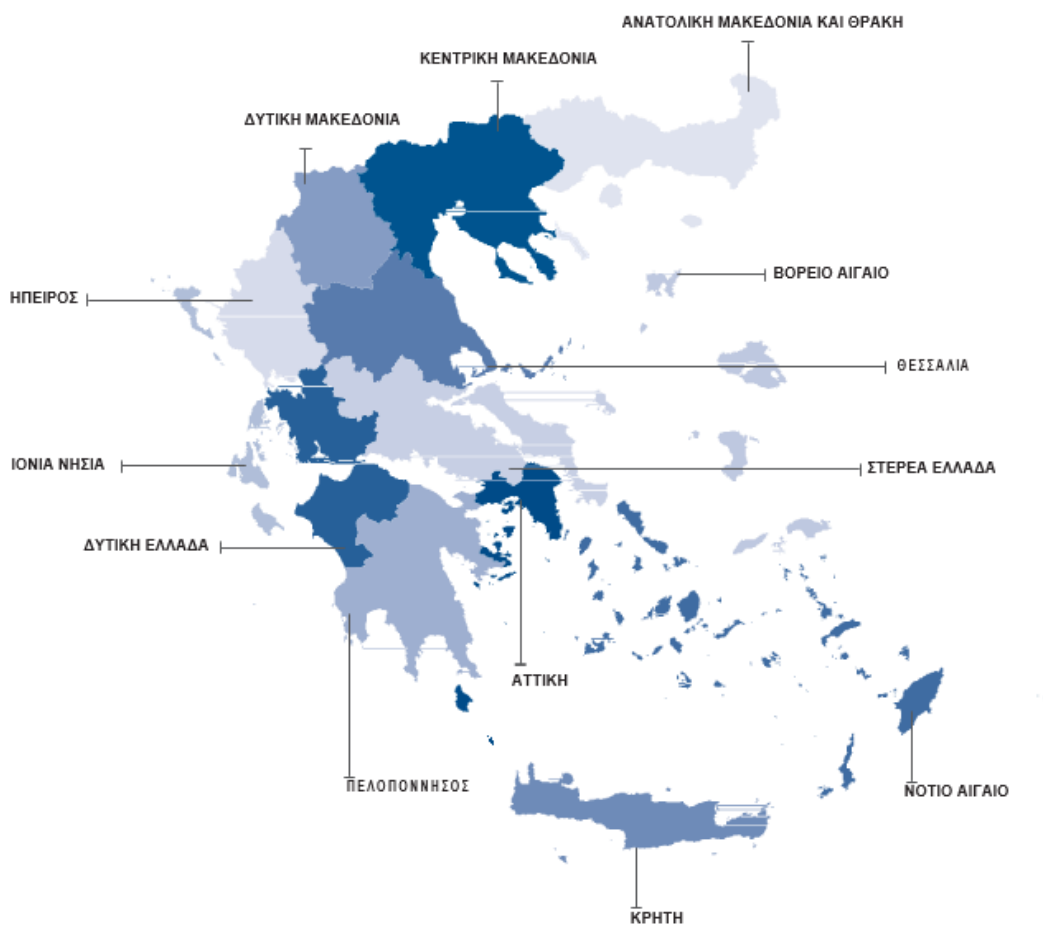 ΑΝΑΤΟΛΙΚΗ ΜΑΚΕΔΟΝΙΑ ΚΑΙ ΘΡΑΚΗ
ΚΕΝΤΡΙΚΗ ΜΑΚΕΔΟΝΙΑ
ΔΥΤΙΚΗ ΜΑΚΕΔΟΝΙΑ
ΒΟΡΕΙΟ ΑΙΓΑΙΟ
ΗΠΕΙΡΟΣ
ΘΕΣΣΑΛΙΑ
ΙΟΝΙΑ ΝΗΣΙΑ
ΣΤΕΡΕΑ ΕΛΛΑΔΑ
ΔΥΤΙΚΗ ΕΛΛΑΔΑ
ΑΤΤΙΚΗ
ΠΕΛΟΠΟΝΝΗΣΟΣ
ΝΟΤΙΟ ΑΙΓΑΙΟ
ΚΡΗΤΗ